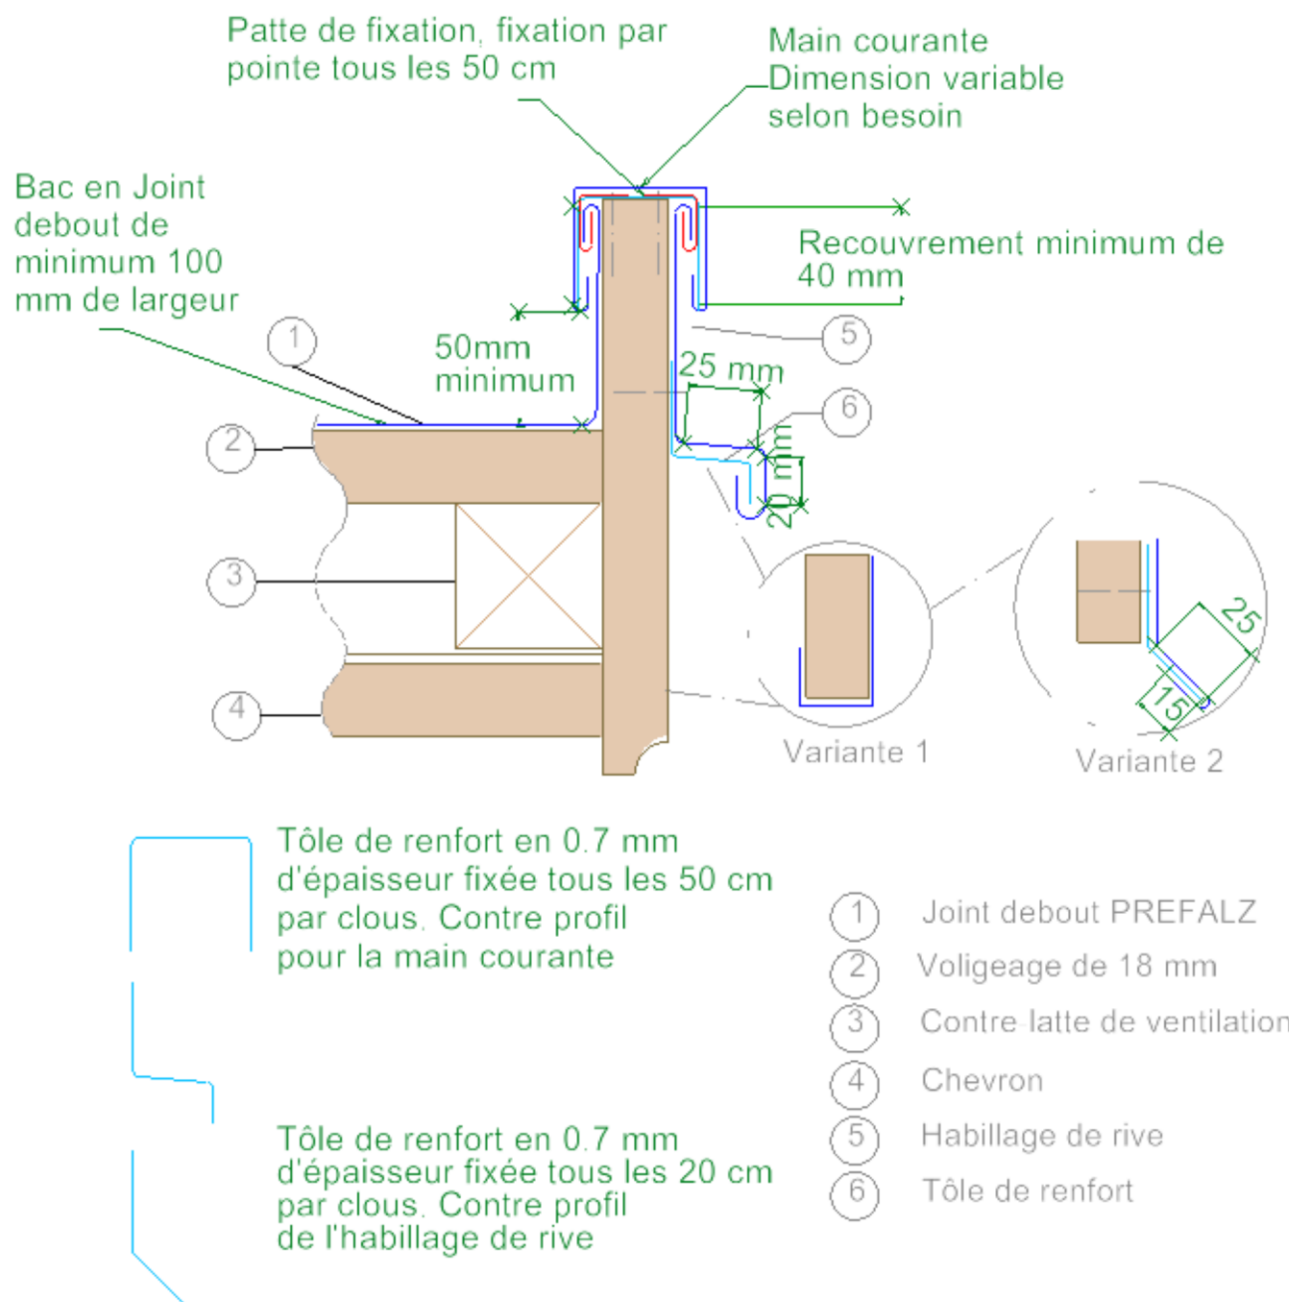 Patte de fixation, fixation par
pointe tous les 50 cm
Main courante
Dimension variable
selon besoin
Bac en Joint
debout de
minimum 100
mm de largeur
Recouvrement minimum de
40 mm
1
50mm
minimum
5
25 mm
6
2
20 mm
3
25
15
4
Variante 1
Variante 2
Tôle de renfort en 0.7 mm
d'épaisseur fixée tous les 50 cm
par clous. Contre profil
pour la main courante
1 Joint debout PREFALZ
2 Voligeage de 18 mm
3 Contre-latte de ventilation
4 Chevron
5 Habillage de rive
6 Tôle de renfort
Tôle de renfort en 0.7 mm
d'épaisseur fixée tous les 20 cm
par clous. Contre profil
de l'habillage de rive